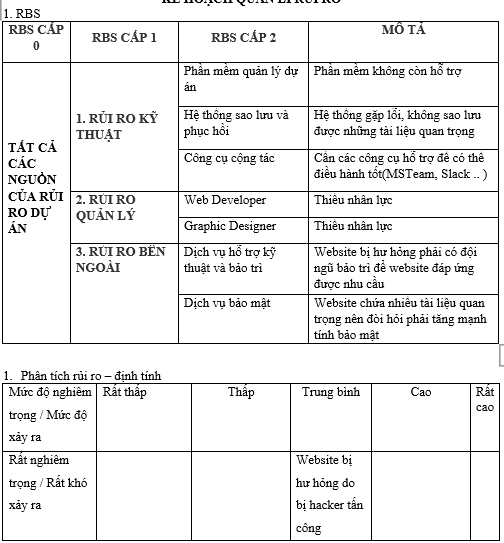 KẾ HOẠCH QUẢN LÍ RỦI RO
1. RBS
RBS CẤP
0
RBS CẤP 1
RBS CẤP 2
MÔ TẢ
TẤT CẢ
CÁC
NGUỒN
CỦA RỦI
RO DỰ
ÁN
1. RỦI RO KỸ
THUẬT
Phần mềm quản lý dự
án
Phần mềm không còn hỗ trợ
Hệ thống sao lưu và
phục hồi
Hệ thống gặp lỗi, không sao lưu
được những tài liệu quan trọng
Công cụ cộng tác
Cần các công cụ hỗ trợ để có thể
điều hành tốt(MSTeam, Slack .. )
2. RỦI RO
QUẢN LÝ
Web Developer
Thiếu nhân lực
Graphic Designer
Thiếu nhân lực
3. RỦI RO BÊN
NGOÀI
Dịch vụ hỗ trợ kỹ
thuật và bảo trì
Website bị hư hỏng phải có đội
ngũ bảo trì để website đáp ứng
được nhu cầu
Dịch vụ bảo mật
Website chứa nhiều tài liệu quan
trọng nên đòi hỏi phải tăng mạnh
tính bảo mật
1. Phân tích rủi ro – định tính
Mức độ nghiêm
trọng / Mức độ
xảy ra
Rất thấp
Thấp
Trung bình
Cao
Rất
cao
Rất nghiêm
trọng / Rất khó
xảy ra
Website bị
hư hỏng do
bị hacker tấn
công